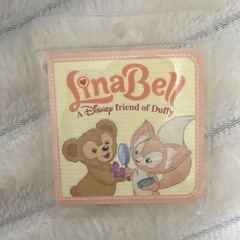 LinaBell
A Disney friend of Duffy